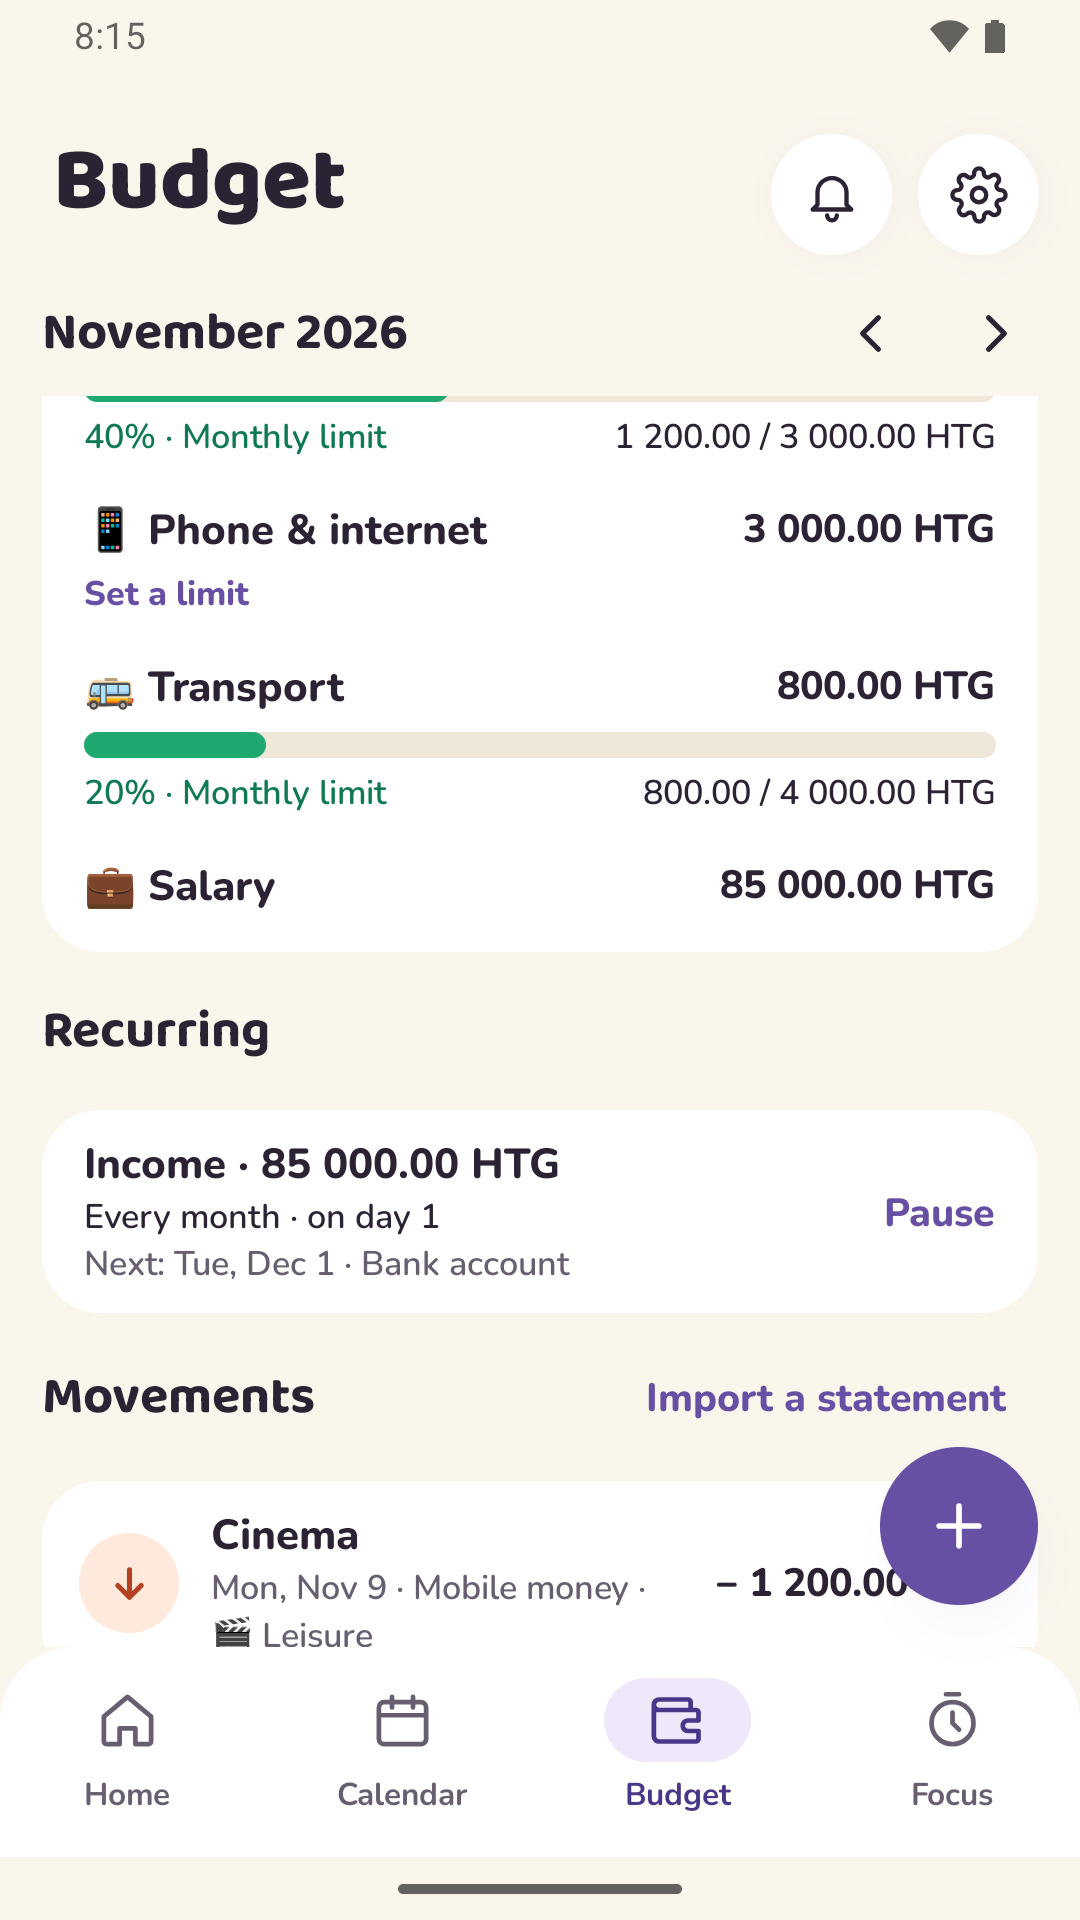 8:15
Budget
November 2026
40% · Monthly limit 1 200.00 / 3 000.00 HTG
Phone & internet 3 000.00 HTG
Set a limit
Transport 800.00 HTG
20% · Monthly limit 800.00 / 4 000.00 HTG
Salary 85 000.00 HTG
Recurring
Income · 85 000.00 HTG
Every month · on day 1
Pause
Next: Tue, Dec 1 · Bank account
Movements Import a statement
Cinema
Mon, Nov 9 · Mobile money ·
– 1 200.00
Leisure
Home Calendar Budget Focus